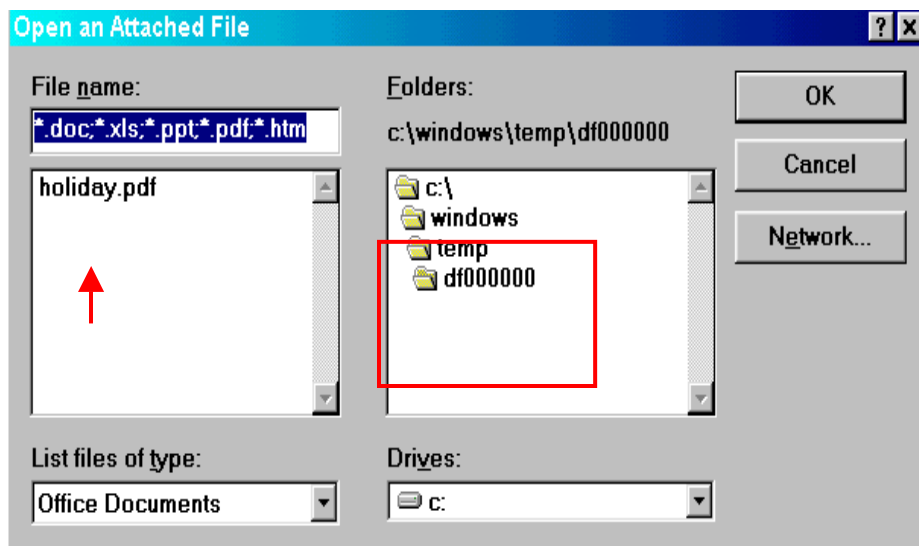 Open an Attached File
File name:
*.doc;*.xls;*.ppt;*.pdf;*.htm
holiday.pdf
List files of type:
Office Documents
Folders:
c:\windows\temp\df000000
c:\
windows
temp
df000000
Drives:
c:
OK
Cancel
Network...